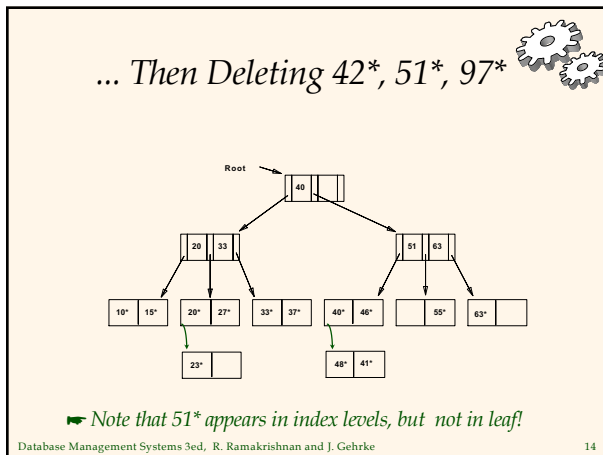 ... Then Deleting 42*, 51*, 97*
Root
40
20 33
51 63
10* 15*
20* 27*
33* 37*
40* 46*
55*
63*
23*
48* 41*
☛ Note that 51* appears in index levels, but not in leaf!
Database Management Systems 3ed, R. Ramakrishnan and J. Gehrke 14